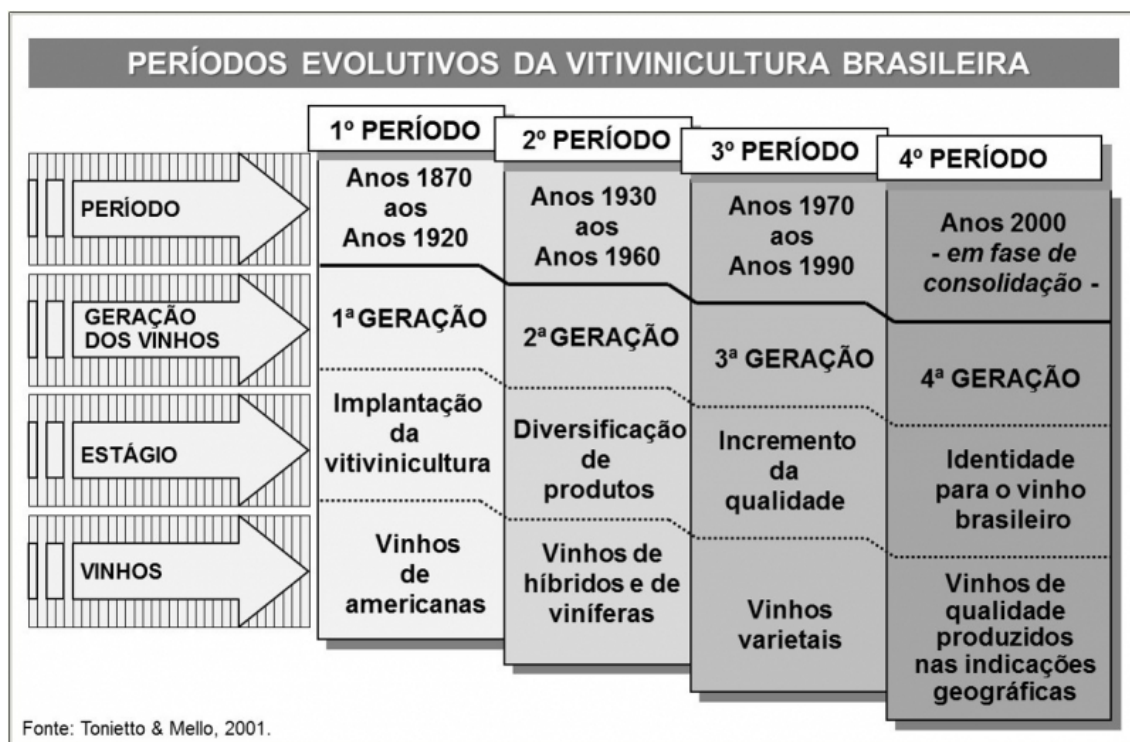 PERÍODOS EVOLUTIVOS DA VITIVINICULTURA BRASILEIRA
1º PERÍODO
2º PERÍODO
3º PERÍODO
4º PERÍODO
PERÍODO
Anos 1870
aos
Anos 1920
Anos 1930
aos
Anos 1960
Anos 1970
aos
Anos 1990
Anos 2000
- em fase de
consolidação -
GERAÇÃO
DOS VINHOS
1ª GERAÇÃO
2ª GERAÇÃO
3ª GERAÇÃO
4ª GERAÇÃO
ESTÁGIO
Implantação
da
vitivinicultura
Diversificação
de
produtos
Incremento
da
qualidade
Identidade
para o vinho
brasileiro
VINHOS
Vinhos
de
americanas
Vinhos de
híbridos e de
viníferas
Vinhos
varietais
Vinhos de
qualidade
produzidos
nas indicações
geográficas
Fonte: Tonietto & Mello, 2001.